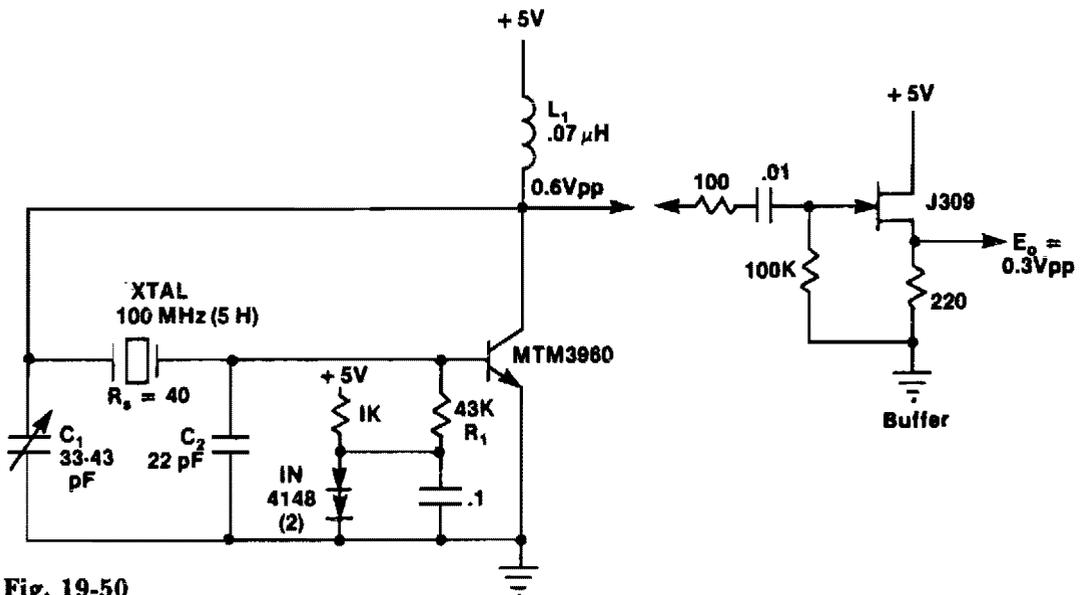 + 5V
L₁
.07 μH
0.6Vpp
+ 5V
100
.01
J309
100K
E₀ =
0.3Vpp
220
Buffer
XTAL
100 MHz (5 H)
Rₛ = 40
MTM3960
+ 5V
1K
43K
R₁
C₁
33-43
pF
C₂
22 pF
IN
4148
(2)
.1
Fig. 19-50